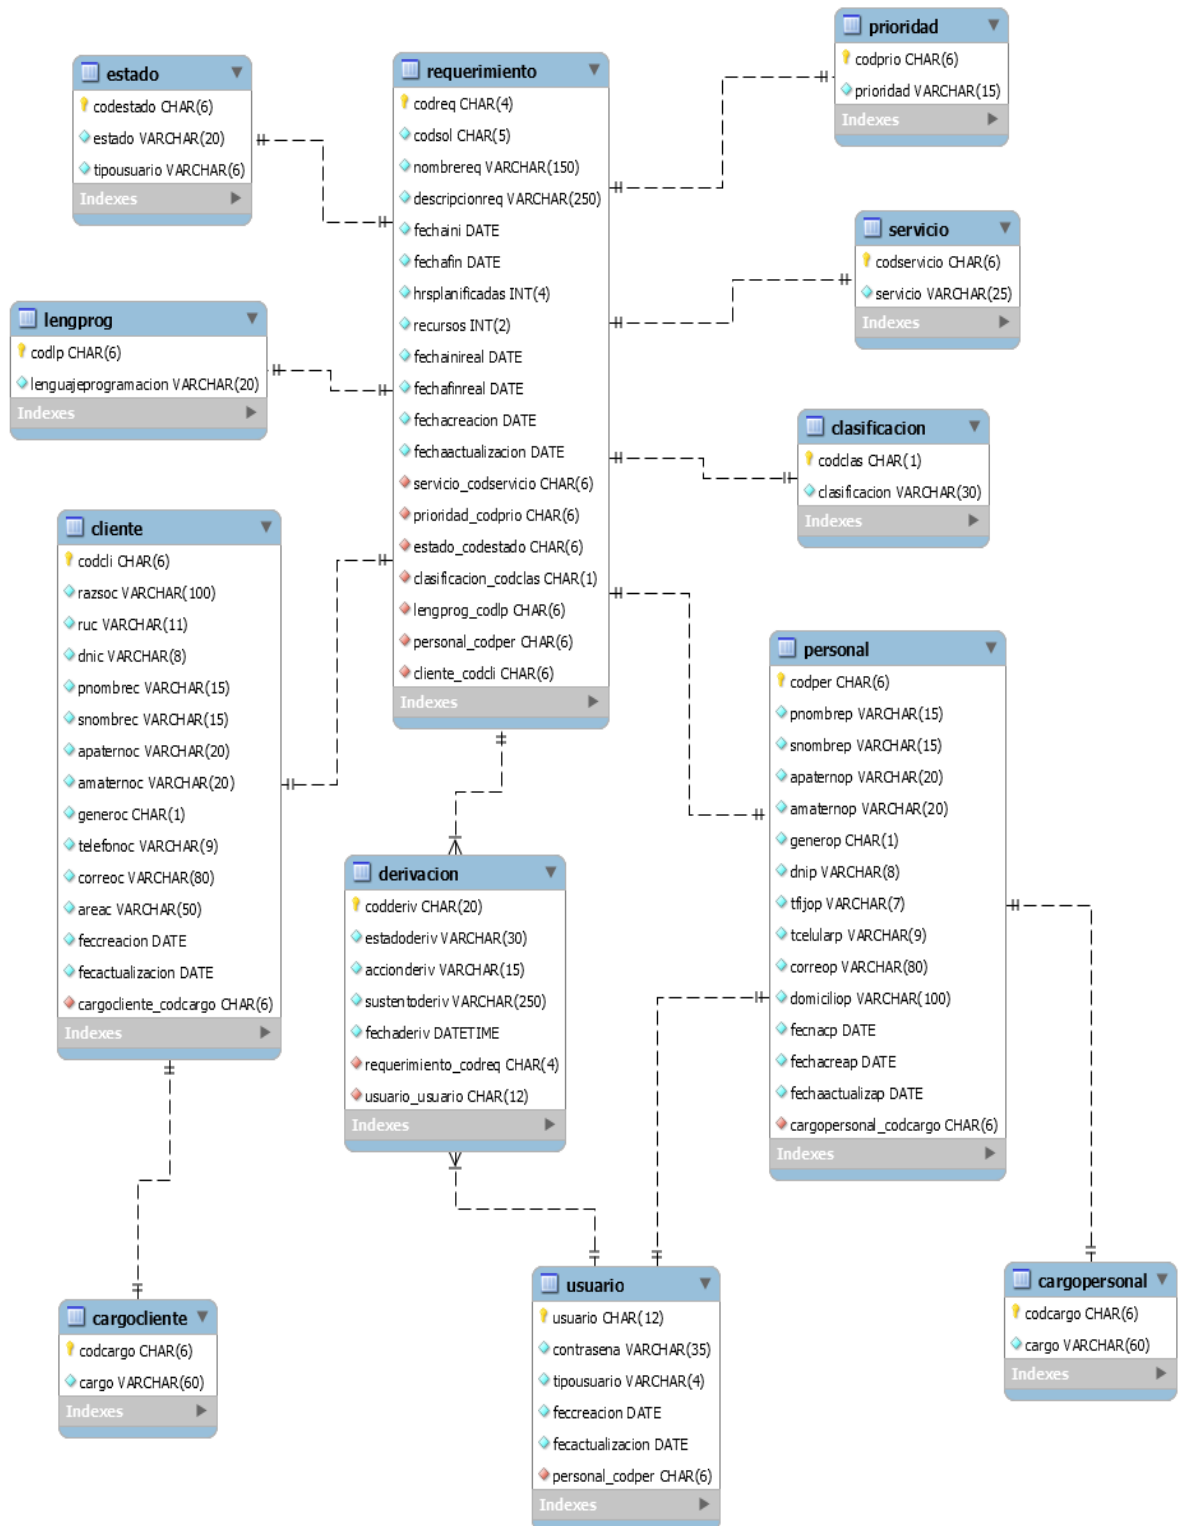 prioridad
codprio CHAR(6)
prioridad VARCHAR(15)
Indexes
estado
codestado CHAR(6)
estado VARCHAR(20)
tipousuario VARCHAR(6)
Indexes
requerimiento
codreq CHAR(4)
codsol CHAR(5)
nombrereq VARCHAR(150)
descripcionreq VARCHAR(250)
fechaini DATE
fechafin DATE
hrsplanificadas INT(4)
recursos INT(2)
fechainireal DATE
fechafinreal DATE
fechacreacion DATE
fechaactualizacion DATE
servicio_codservicio CHAR(6)
prioridad_codprio CHAR(6)
estado_codestado CHAR(6)
clasificacion_codclas CHAR(1)
lengprog_codlp CHAR(6)
personal_codper CHAR(6)
cliente_codcli CHAR(6)
Indexes
servicio
codservicio CHAR(6)
servicio VARCHAR(25)
Indexes
lengprog
codlp CHAR(6)
lenguajeprogramacion VARCHAR(20)
Indexes
clasificacion
codclas CHAR(1)
clasificacion VARCHAR(30)
Indexes
cliente
codcli CHAR(6)
razsoc VARCHAR(100)
ruc VARCHAR(11)
dnic VARCHAR(8)
pnombrec VARCHAR(15)
snombrec VARCHAR(15)
apaternoc VARCHAR(20)
amaternoc VARCHAR(20)
generoc CHAR(1)
telefonoc VARCHAR(9)
correoc VARCHAR(80)
areac VARCHAR(50)
feccreacion DATE
fecactualizacion DATE
cargocliente_codcargo CHAR(6)
Indexes
personal
codper CHAR(6)
pnombrep VARCHAR(15)
snombrep VARCHAR(15)
apaternop VARCHAR(20)
amaternop VARCHAR(20)
generop CHAR(1)
dnip VARCHAR(8)
tfijop VARCHAR(7)
tcelularp VARCHAR(9)
correop VARCHAR(80)
domiciliop VARCHAR(100)
fecnacp DATE
fechacreap DATE
fechaactualizap DATE
cargopersonal_codcargo CHAR(6)
Indexes
derivacion
codderiv CHAR(20)
estadoderiv VARCHAR(30)
accionderiv VARCHAR(15)
sustentoderiv VARCHAR(250)
fechaderiv DATETIME
requerimiento_codreq CHAR(4)
usuario_usuario CHAR(12)
Indexes
cargocliente
codcargo CHAR(6)
cargo VARCHAR(60)
Indexes
usuario
usuario CHAR(12)
contrasena VARCHAR(35)
tipousuario VARCHAR(4)
feccreacion DATE
fecactualizacion DATE
personal_codper CHAR(6)
Indexes
cargopersonal
codcargo CHAR(6)
cargo VARCHAR(60)
Indexes